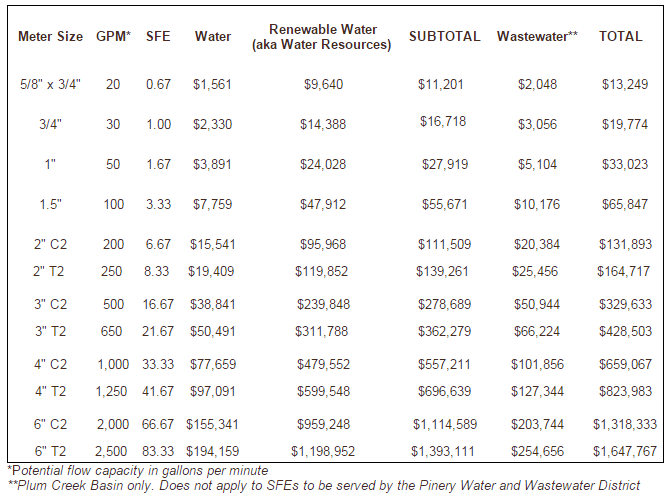 Renewable Water
Meter Size GPM* SFE Water (aka Water Resources) SUBTOTAL Wastewater** TOTAL
5/8" x 3/4" 20 0.67 $1,561 $9,640 $11,201 $2,048 $13,249
3/4" 30 1.00 $2,330 $14,388 $16,718 $3,056 $19,774
1" 50 1.67 $3,891 $24,028 $27,919 $5,104 $33,023
1.5" 100 3.33 $7,759 $47,912 $55,671 $10,176 $65,847
2" C2 200 6.67 $15,541 $95,968 $111,509 $20,384 $131,893
2" T2 250 8.33 $19,409 $119,852 $139,261 $25,456 $164,717
3" C2 500 16.67 $38,841 $239,848 $278,689 $50,944 $329,633
3" T2 650 21.67 $50,491 $311,788 $362,279 $66,224 $428,503
4" C2 1,000 33.33 $77,659 $479,552 $557,211 $101,856 $659,067
4" T2 1,250 41.67 $97,091 $599,548 $696,639 $127,344 $823,983
6" C2 2,000 66.67 $155,341 $959,248 $1,114,589 $203,744 $1,318,333
6" T2 2,500 83.33 $194,159 $1,198,952 $1,393,111 $254,656 $1,647,767
*Potential flow capacity in gallons per minute
**Plum Creek Basin only. Does not apply to SFEs to be served by the Pinery Water and Wastewater District